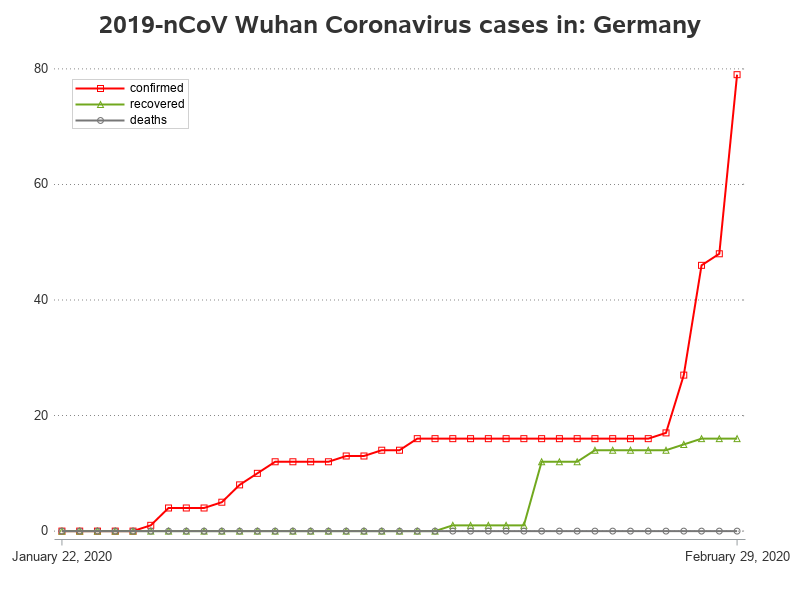 2019-nCoV Wuhan Coronavirus cases in: Germany
80
confirmed
recovered
deaths
60
40
20
0
January 22, 2020
February 29, 2020